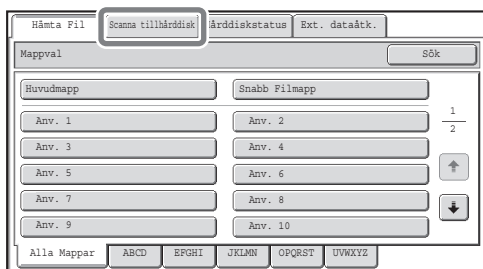 Hämta Fil Scanna tillhårddisk årddiskstatus Ext. dataåtk.
Mappval Sök
Huvudmapp Snabb Filmapp
Anv. 1 Anv. 2
Anv. 3 Anv. 4
Anv. 5 Anv. 6
Anv. 7 Anv. 8
Anv. 9 Anv. 10
1
2
Alla Mappar ABCD EFGHI JKLMN OPQRST UVWXYZ